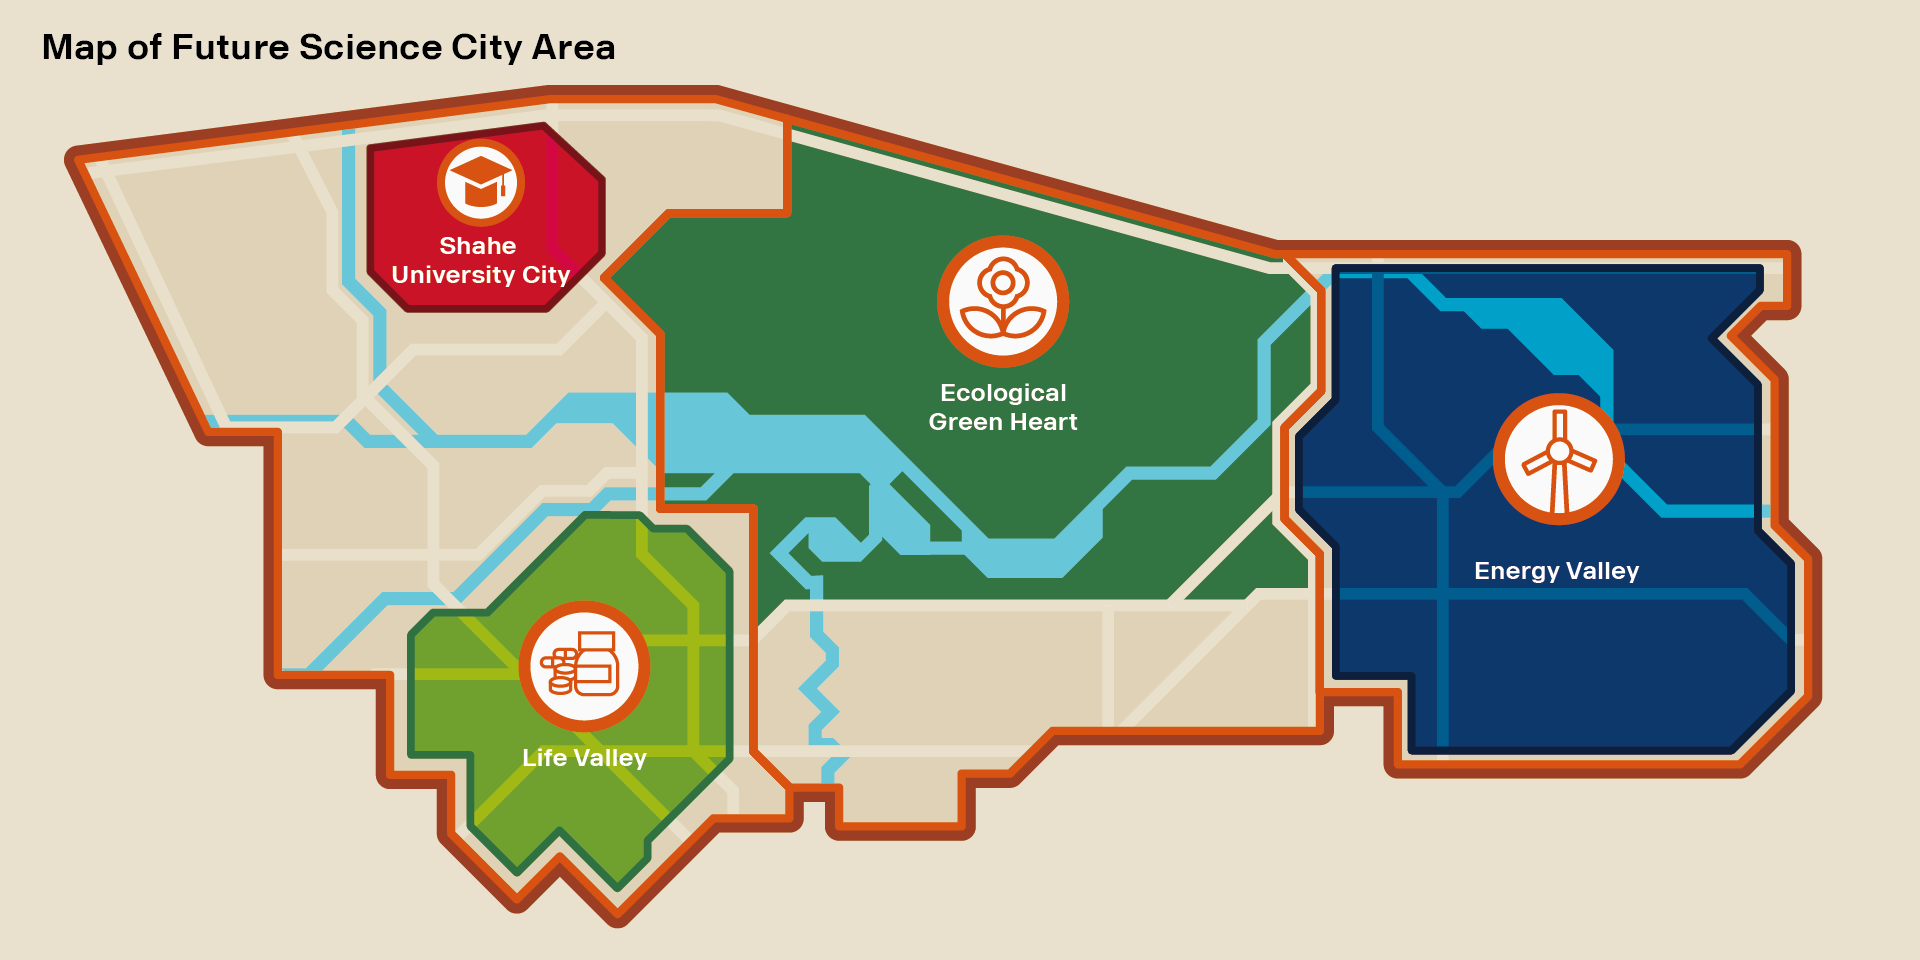 Map of Future Science City Area
Shahe
University City
Ecological
Green Heart
Energy Valley
Life Valley